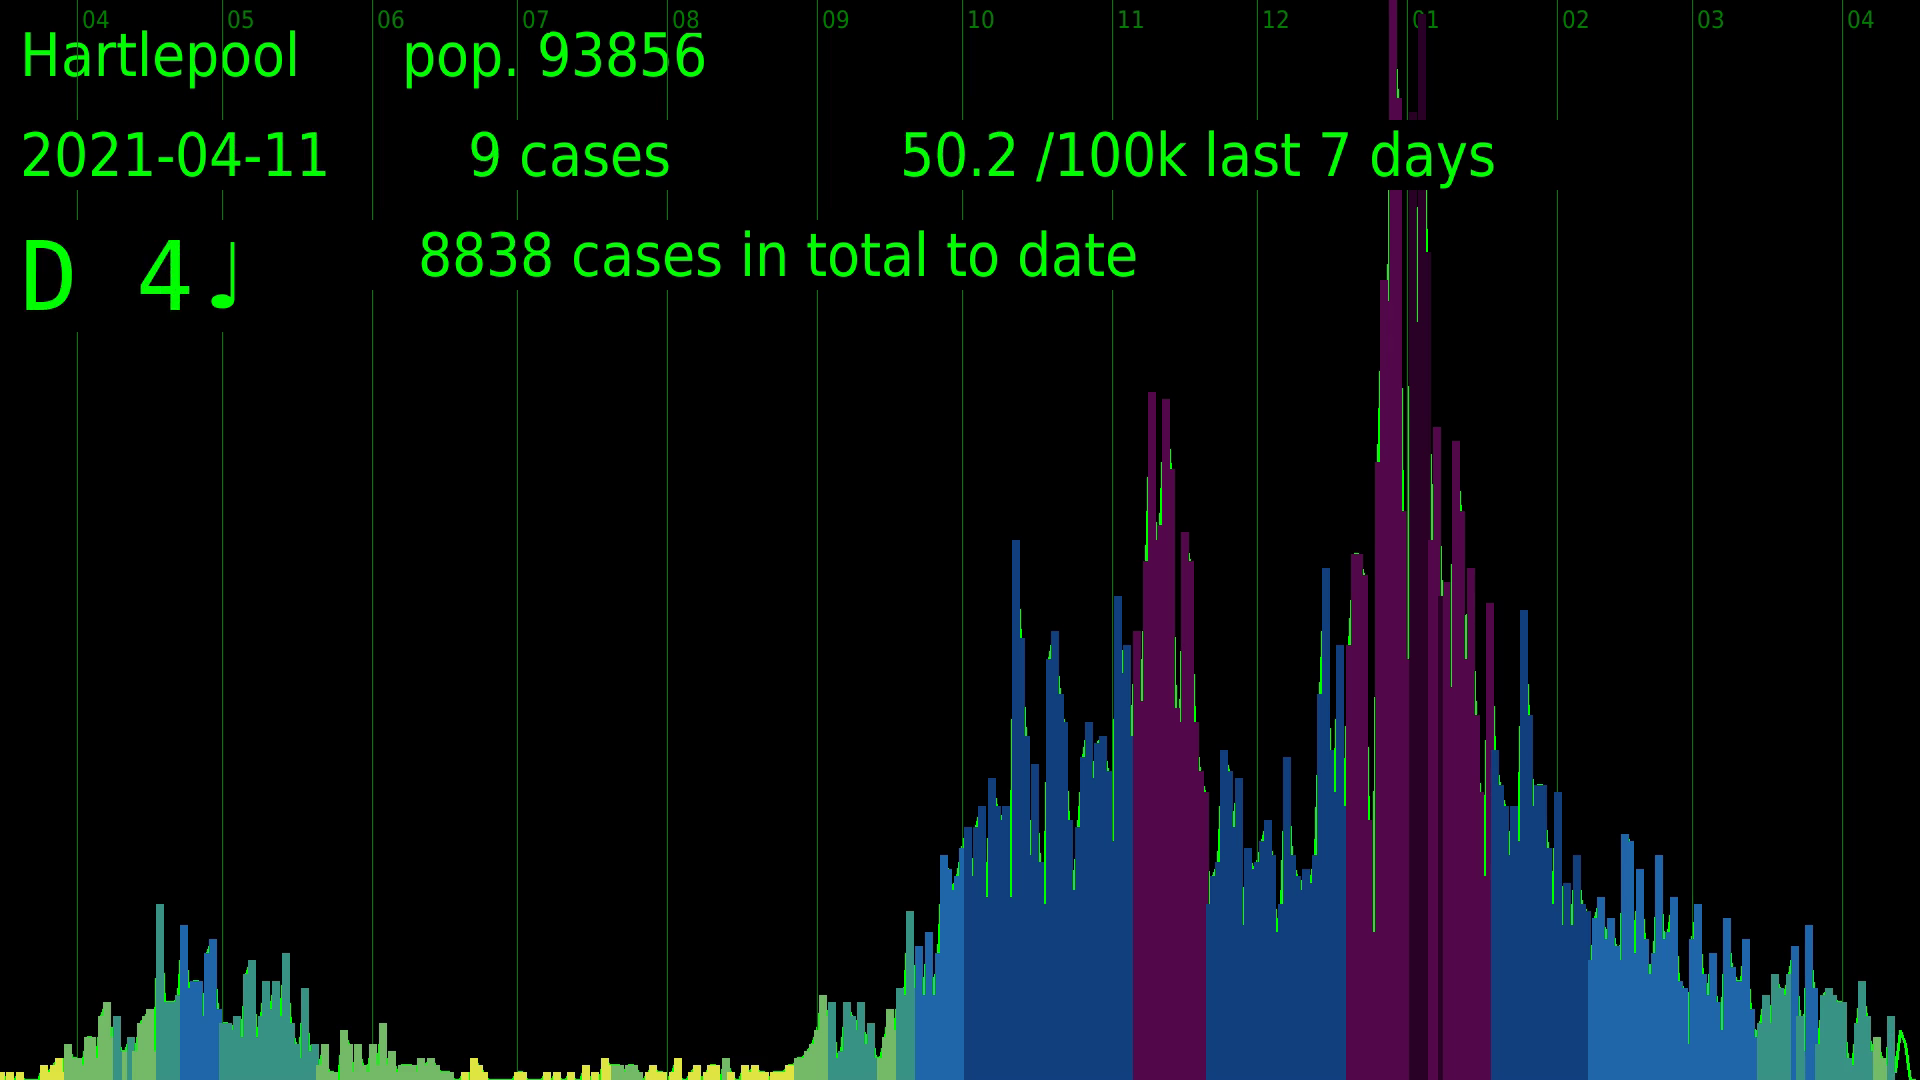 04 05 06 07 08 09 10 11 12 01 02 03 04
Hartlepool pop. 93856
2021-04-11 9 cases 50.2 /100k last 7 days
D 4♩ 8838 cases in total to date